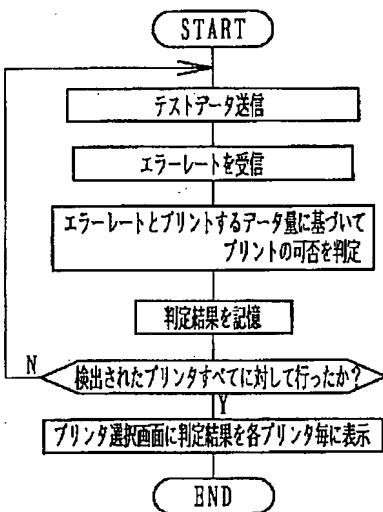 START
テストデータ送信
エラーレートを受信
エラーレートとプリントするデータ量に基づいて
プリントの可否を判定
判定結果を記憶
N
検出されたプリンタすべてに対して行ったか?
Y
プリンタ選択画面に判定結果を各プリンタ毎に表示
END